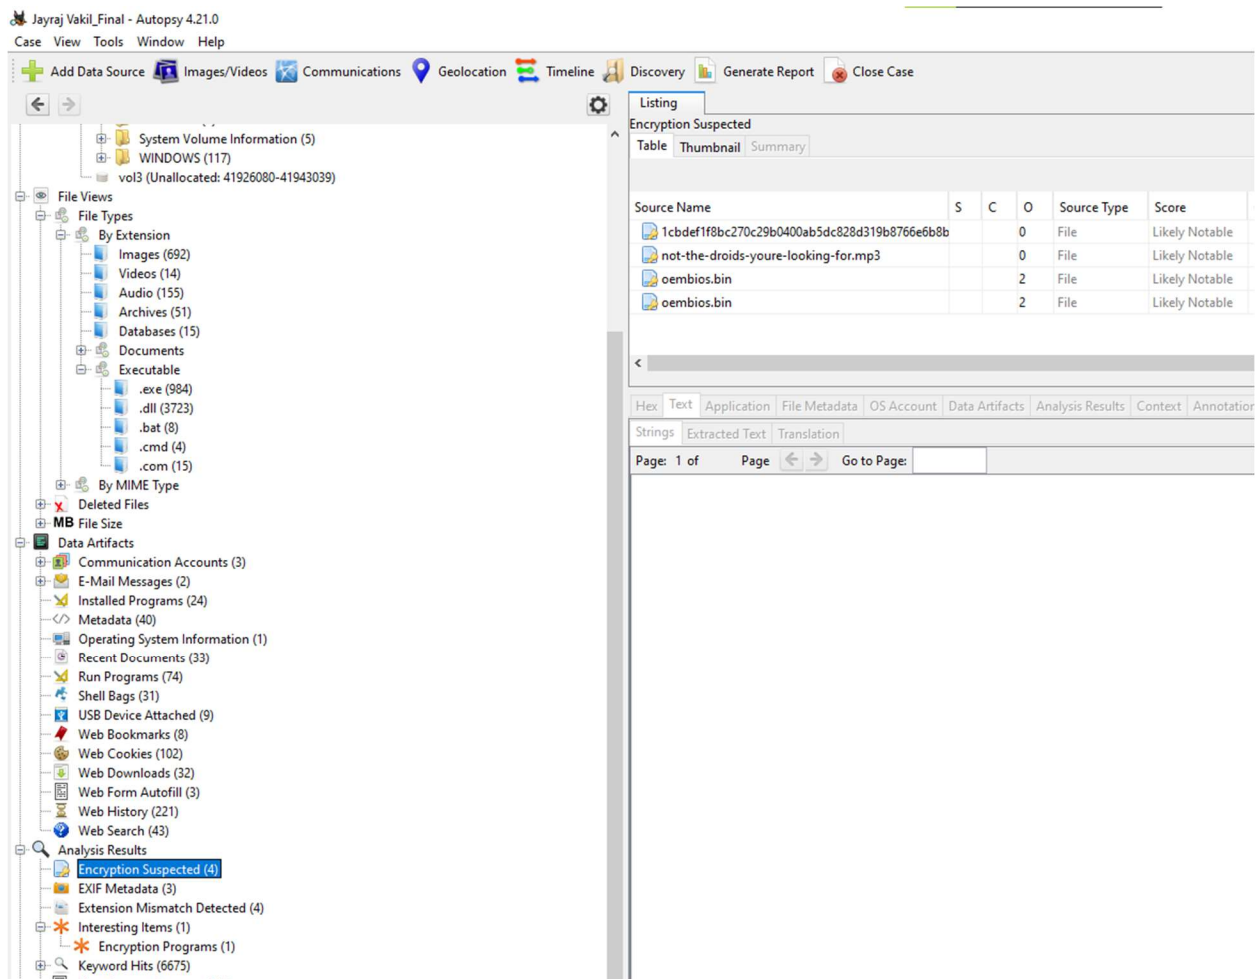 Jayraj Vakil_Final - Autopsy 4.21.0
Case View Tools Window Help
Add Data Source Images/Videos Communications Geolocation Timeline Discovery Generate Report Close Case
System Volume Information (5)
WINDOWS (117)
vol3 (Unallocated: 41926080-41943039)
File Views
File Types
By Extension
Images (692)
Videos (14)
Audio (155)
Archives (51)
Databases (15)
Documents
Executable
.exe (984)
.dll (3723)
.bat (8)
.cmd (4)
.com (15)
By MIME Type
Deleted Files
MB File Size
Data Artifacts
Communication Accounts (3)
E-Mail Messages (2)
Installed Programs (24)
Metadata (40)
Operating System Information (1)
Recent Documents (33)
Run Programs (74)
Shell Bags (31)
USB Device Attached (9)
Web Bookmarks (8)
Web Cookies (102)
Web Downloads (32)
Web Form Autofill (3)
Web History (221)
Web Search (43)
Analysis Results
Encryption Suspected (4)
EXIF Metadata (3)
Extension Mismatch Detected (4)
Interesting Items (1)
Encryption Programs (1)
Keyword Hits (6675)
Listing
Encryption Suspected
Table Thumbnail Summary
Source Name S C O Source Type Score
1cbdef1f8bc270c29b0400ab5dc828d319b8766e6b8b 0 File Likely Notable
not-the-droids-youre-looking-for.mp3 0 File Likely Notable
oembios.bin 2 File Likely Notable
oembios.bin 2 File Likely Notable
Hex Text Application File Metadata OS Account Data Artifacts Analysis Results Context Annotation
Strings Extracted Text Translation
Page: 1 of Page Go to Page: